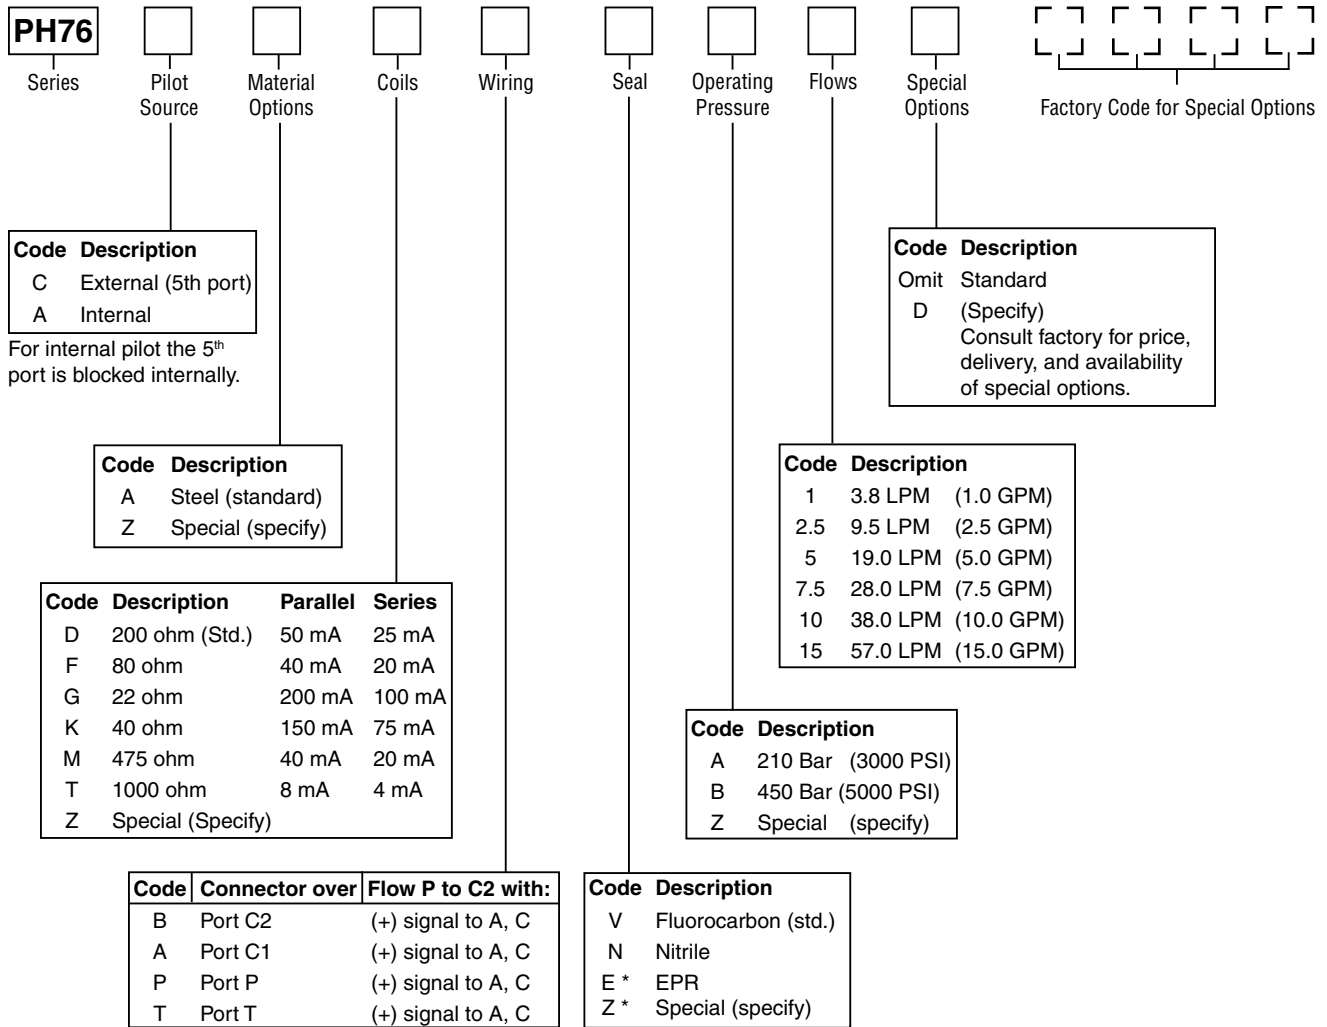 PH76
Series
Pilot Source
Material Options
Coils
Wiring
Seal
Operating Pressure
Flows
Special Options
Factory Code for Special Options
Code Description
C External (5th port)
A Internal
For internal pilot the 5th
port is blocked internally.
Code Description
Omit Standard
D (Specify)
Consult factory for price,
delivery, and availability
of special options.
Code Description
A Steel (standard)
Z Special (specify)
Code Description
1 3.8 LPM (1.0 GPM)
2.5 9.5 LPM (2.5 GPM)
5 19.0 LPM (5.0 GPM)
7.5 28.0 LPM (7.5 GPM)
10 38.0 LPM (10.0 GPM)
15 57.0 LPM (15.0 GPM)
Code Description Parallel Series
D 200 ohm (Std.) 50 mA 25 mA
F 80 ohm 40 mA 20 mA
G 22 ohm 200 mA 100 mA
K 40 ohm 150 mA 75 mA
M 475 ohm 40 mA 20 mA
T 1000 ohm 8 mA 4 mA
Z Special (Specify)
Code Description
A 210 Bar (3000 PSI)
B 450 Bar (5000 PSI)
Z Special (specify)
Code Connector over Flow P to C2 with:
B Port C2 (+) signal to A, C
A Port C1 (+) signal to A, C
P Port P (+) signal to A, C
T Port T (+) signal to A, C
Code Description
V Fluorocarbon (std.)
N Nitrile
E * EPR
Z * Special (specify)